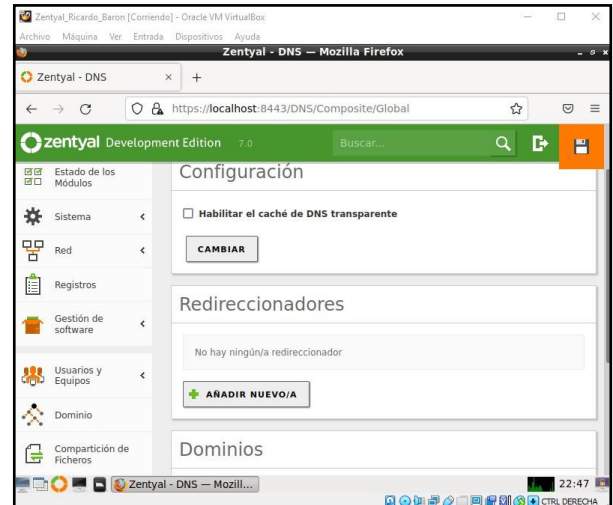 Zentyal_Ricardo_Baron [Corriendo] - Oracle VM VirtualBox
Archivo Máquina Ver Entrada Dispositivos Ayuda
Zentyal - DNS — Mozilla Firefox
Zentyal - DNS
https://localhost:8443/DNS/Composite/Global
zentyal Development Edition 7.0
Buscar...
Estado de los
Módulos
Sistema
Red
Registros
Gestión de
software
Usuarios y
Equipos
Dominio
Compartición de
Ficheros
Configuración
Habilitar el caché de DNS transparente
CAMBIAR
Redireccionadores
No hay ningún/a redireccionador
AÑADIR NUEVO/A
Dominios
Zentyal - DNS — Mozill...
22:47
CTRL DERECHA